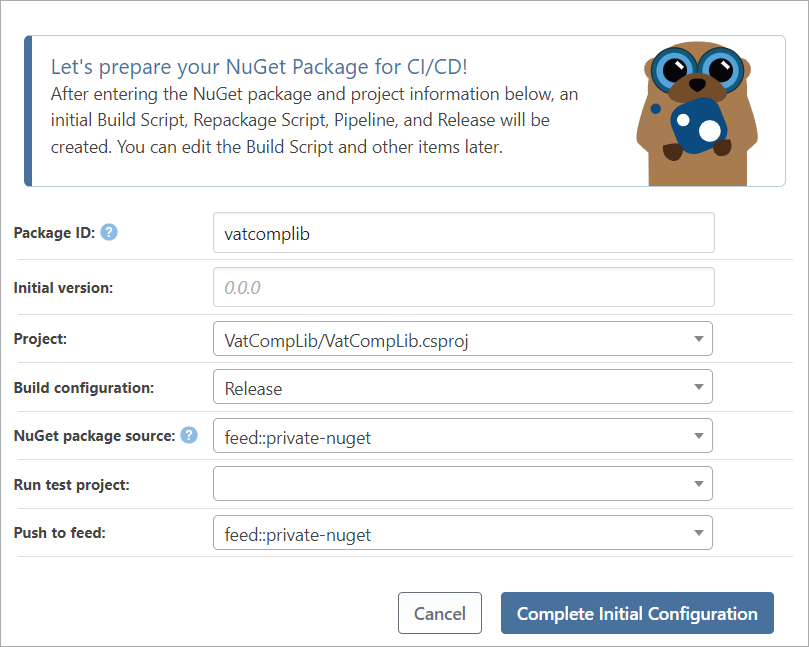 Let's prepare your NuGet Package for CI/CD!
After entering the NuGet package and project information below, an
initial Build Script, Repackage Script, Pipeline, and Release will be
created. You can edit the Build Script and other items later.
Package ID: ?
vatcomplib
Initial version:
0.0.0
Project:
VatCompLib/VatCompLib.csproj
Build configuration:
Release
NuGet package source: ?
feed::private-nuget
Run test project:
Push to feed:
feed::private-nuget
Cancel
Complete Initial Configuration